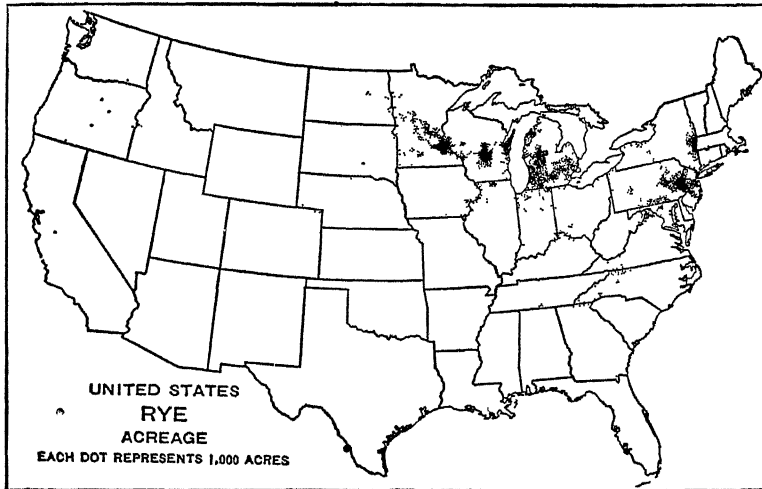 UNITED STATES
RYE
ACREAGE
EACH DOT REPRESENTS 1,000 ACRES